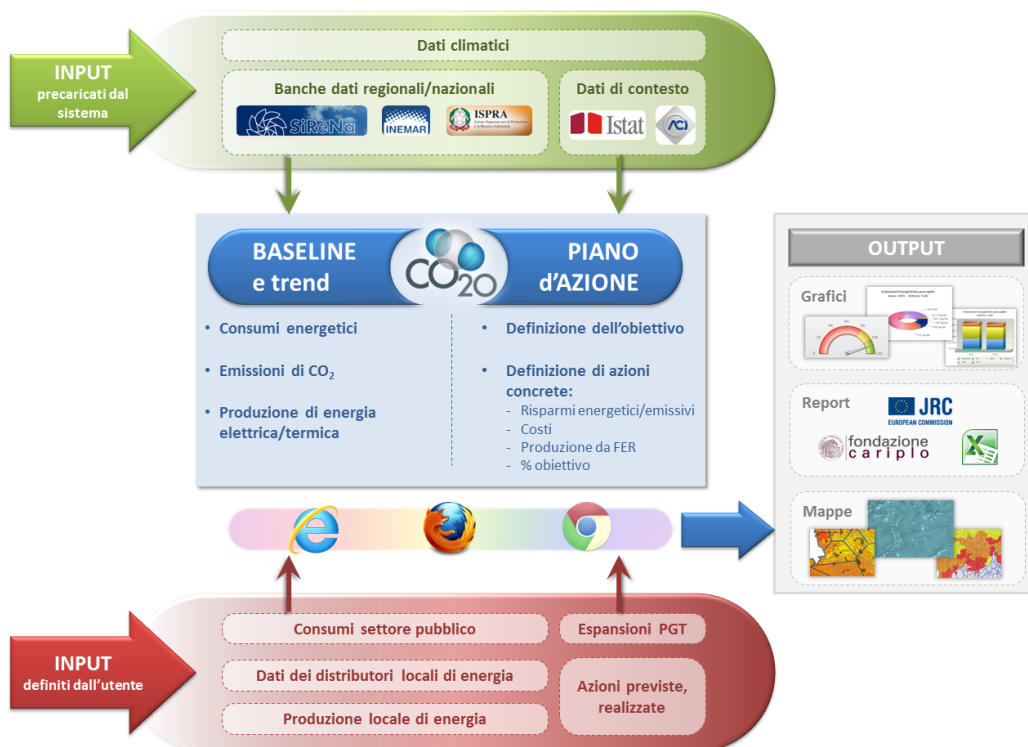 INPUT
precaricati dal
sistema
Dati climatici
Banche dati regionali/nazionali
SiReNa
INEMAR
ISPRA
Dati di contesto
Istat
ACI
BASELINE
e trend
CO20
PIANO
d'AZIONE
• Consumi energetici
• Emissioni di CO₂
• Produzione di energia
elettrica/termica
• Definizione dell'obiettivo
• Definizione di azioni
concrete:
- Risparmi energetici/emissivi
- Costi
- Produzione da FER
- % obiettivo
OUTPUT
Grafici
Report
JRC
EUROPEAN COMMISSION
fondazione
cariplo
Mappe
INPUT
definiti dall'utente
Consumi settore pubblico
Dati dei distributori locali di energia
Produzione locale di energia
Espansioni PGT
Azioni previste,
realizzate